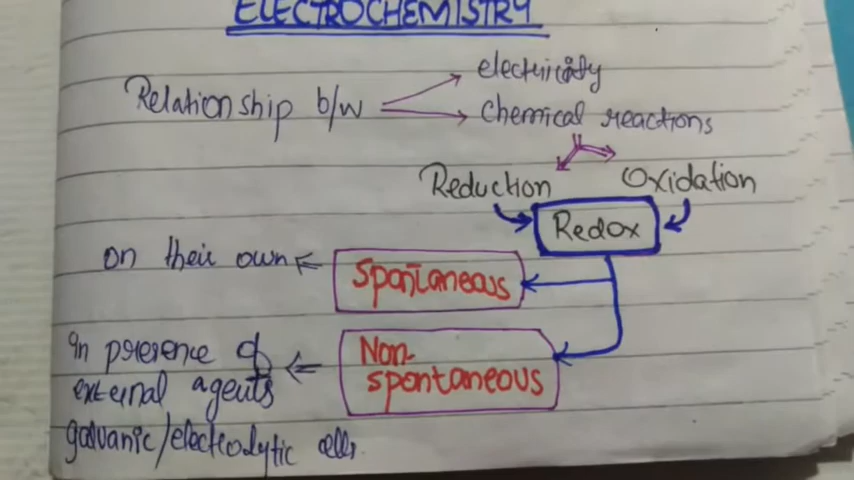 ELECTROCHEMISTRY
Relationship b/w
electricity
chemical reactions
Reduction
Oxidation
Redox
on their own
Spontaneous
Non-
spontaneous
In presence of
external agents
galvanic/electrolytic cells.